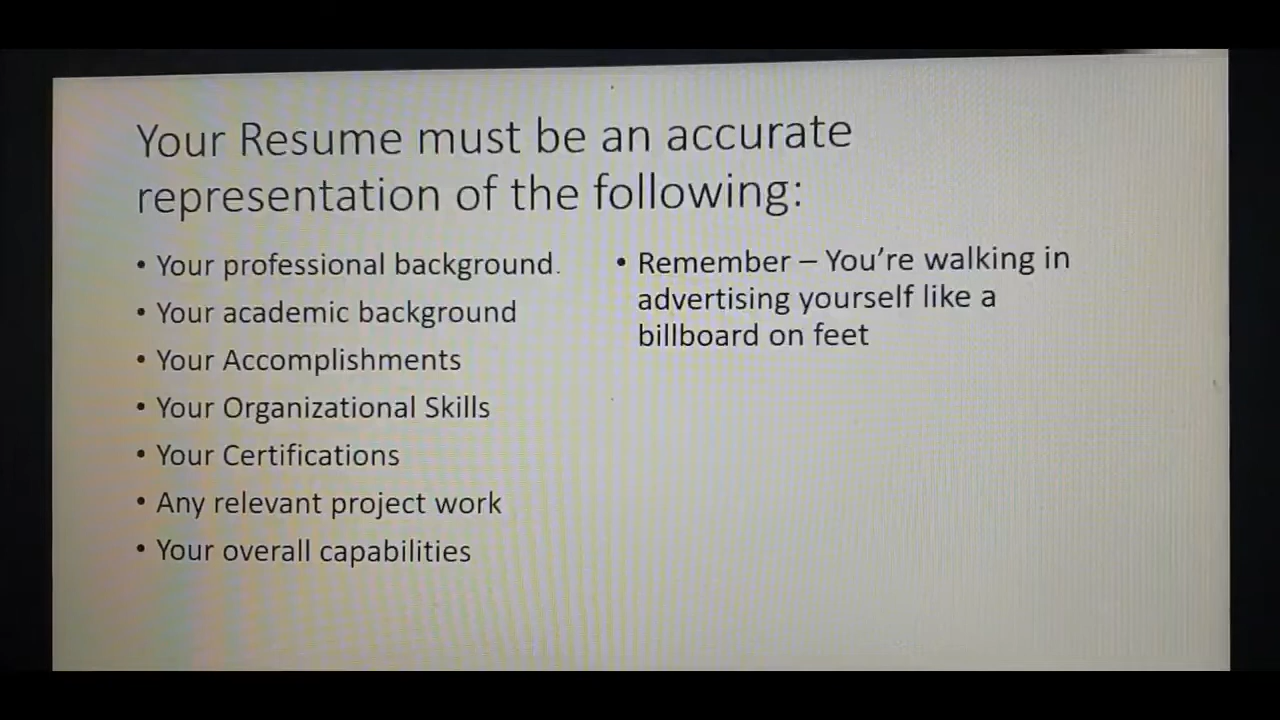 Your Resume must be an accurate
representation of the following:
• Your professional background.
• Your academic background
• Your Accomplishments
• Your Organizational Skills
• Your Certifications
• Any relevant project work
• Your overall capabilities
• Remember – You’re walking in
advertising yourself like a
billboard on feet